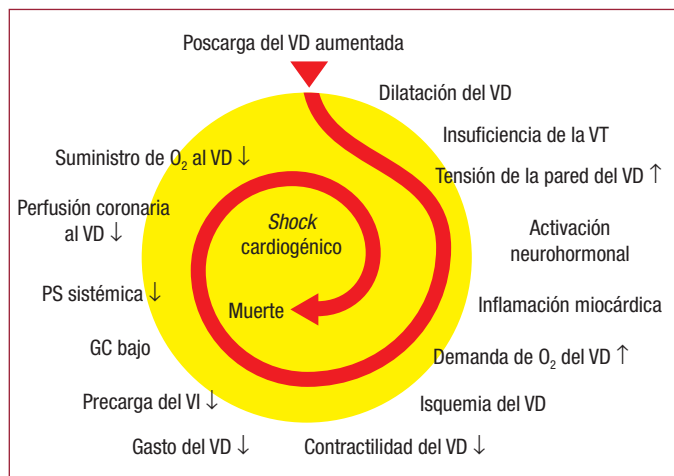 Poscarga del VD aumentada
Dilatación del VD
Insuficiencia de la VT
Tensión de la pared del VD ↑
Activación
neurohormonal
Inflamación miocárdica
Demanda de O₂ del VD ↑
Isquemia del VD
Contractilidad del VD ↓
Gasto del VD ↓
Precarga del VI ↓
GC bajo
PS sistémica ↓
Perfusión coronaria
al VD ↓
Suministro de O₂ al VD ↓
Shock
cardiogénico
Muerte